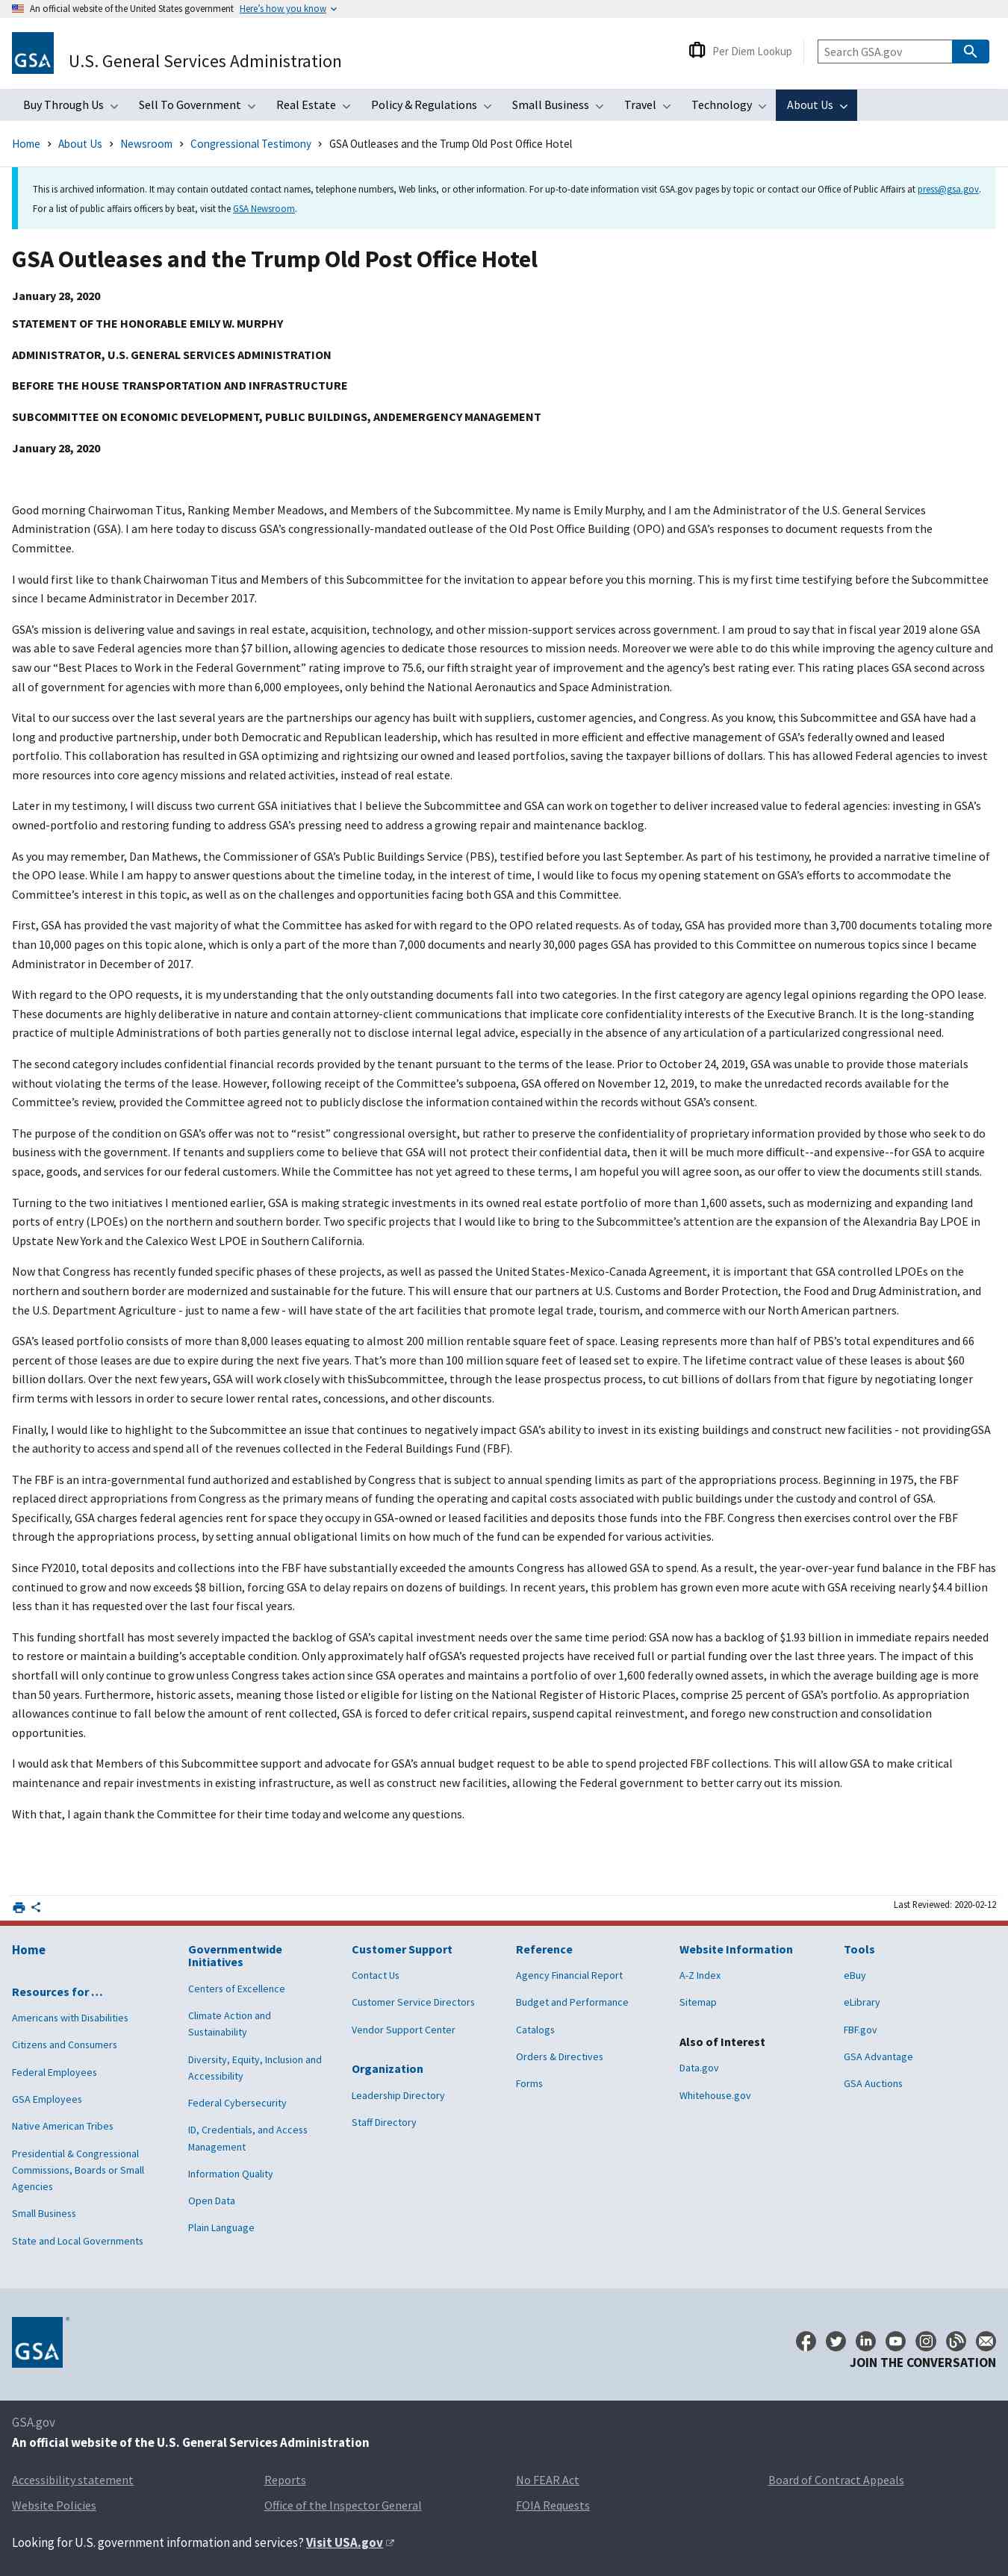 An official website of the United States government Here's how you know
GSA
U.S. General Services Administration
Per Diem Lookup
Search GSA.gov
Buy Through Us Sell To Government Real Estate Policy & Regulations Small Business Travel Technology About Us
Home › About Us › Newsroom › Congressional Testimony › GSA Outleases and the Trump Old Post Office Hotel
This is archived information. It may contain outdated contact names, telephone numbers, Web links, or other information. For up-to-date information visit GSA.gov pages by topic or contact our Office of Public Affairs at press@gsa.gov.
For a list of public affairs officers by beat, visit the GSA Newsroom.
GSA Outleases and the Trump Old Post Office Hotel
January 28, 2020
STATEMENT OF THE HONORABLE EMILY W. MURPHY
ADMINISTRATOR, U.S. GENERAL SERVICES ADMINISTRATION
BEFORE THE HOUSE TRANSPORTATION AND INFRASTRUCTURE
SUBCOMMITTEE ON ECONOMIC DEVELOPMENT, PUBLIC BUILDINGS, ANDEMERGENCY MANAGEMENT
January 28, 2020
Good morning Chairwoman Titus, Ranking Member Meadows, and Members of the Subcommittee. My name is Emily Murphy, and I am the Administrator of the U.S. General Services
Administration (GSA). I am here today to discuss GSA’s congressionally-mandated outlease of the Old Post Office Building (OPO) and GSA’s responses to document requests from the
Committee.
I would first like to thank Chairwoman Titus and Members of this Subcommittee for the invitation to appear before you this morning. This is my first time testifying before the Subcommittee
since I became Administrator in December 2017.
GSA’s mission is delivering value and savings in real estate, acquisition, technology, and other mission-support services across government. I am proud to say that in fiscal year 2019 alone GSA
was able to save Federal agencies more than $7 billion, allowing agencies to dedicate those resources to mission needs. Moreover we were able to do this while improving the agency culture and
saw our “Best Places to Work in the Federal Government” rating improve to 75.6, our fifth straight year of improvement and the agency’s best rating ever. This rating places GSA second across
all of government for agencies with more than 6,000 employees, only behind the National Aeronautics and Space Administration.
Vital to our success over the last several years are the partnerships our agency has built with suppliers, customer agencies, and Congress. As you know, this Subcommittee and GSA have had a
long and productive partnership, under both Democratic and Republican leadership, which has resulted in more efficient and effective management of GSA’s federally owned and leased
portfolio. This collaboration has resulted in GSA optimizing and rightsizing our owned and leased portfolios, saving the taxpayer billions of dollars. This has allowed Federal agencies to invest
more resources into core agency missions and related activities, instead of real estate.
Later in my testimony, I will discuss two current GSA initiatives that I believe the Subcommittee and GSA can work on together to deliver increased value to federal agencies: investing in GSA’s
owned-portfolio and restoring funding to address GSA’s pressing need to address a growing repair and maintenance backlog.
As you may remember, Dan Mathews, the Commissioner of GSA’s Public Buildings Service (PBS), testified before you last September. As part of his testimony, he provided a narrative timeline of
the OPO lease. While I am happy to answer questions about the timeline today, in the interest of time, I would like to focus my opening statement on GSA’s efforts to accommodate the
Committee’s interest in this topic, as well as on the challenges and opportunities facing both GSA and this Committee.
First, GSA has provided the vast majority of what the Committee has asked for with regard to the OPO related requests. As of today, GSA has provided more than 3,700 documents totaling more
than 10,000 pages on this topic alone, which is only a part of the more than 7,000 documents and nearly 30,000 pages GSA has provided to this Committee on numerous topics since I became
Administrator in December of 2017.
With regard to the OPO requests, it is my understanding that the only outstanding documents fall into two categories. In the first category are agency legal opinions regarding the OPO lease.
These documents are highly deliberative in nature and contain attorney-client communications that implicate core confidentiality interests of the Executive Branch. It is the long-standing
practice of multiple Administrations of both parties generally not to disclose internal legal advice, especially in the absence of any articulation of a particularized congressional need.
The second category includes confidential financial records provided by the tenant pursuant to the terms of the lease. Prior to October 24, 2019, GSA was unable to provide those materials
without violating the terms of the lease. However, following receipt of the Committee’s subpoena, GSA offered on November 12, 2019, to make the unredacted records available for the
Committee’s review, provided the Committee agreed not to publicly disclose the information contained within the records without GSA’s consent.
The purpose of the condition on GSA’s offer was not to “resist” congressional oversight, but rather to preserve the confidentiality of proprietary information provided by those who seek to do
business with the government. If tenants and suppliers come to believe that GSA will not protect their confidential data, then it will be much more difficult--and expensive--for GSA to acquire
space, goods, and services for our federal customers. While the Committee has not yet agreed to these terms, I am hopeful you will agree soon, as our offer to view the documents still stands.
Turning to the two initiatives I mentioned earlier, GSA is making strategic investments in its owned real estate portfolio of more than 1,600 assets, such as modernizing and expanding land
ports of entry (LPOEs) on the northern and southern border. Two specific projects that I would like to bring to the Subcommittee’s attention are the expansion of the Alexandria Bay LPOE in
Upstate New York and the Calexico West LPOE in Southern California.
Now that Congress has recently funded specific phases of these projects, as well as passed the United States-Mexico-Canada Agreement, it is important that GSA controlled LPOEs on the
northern and southern border are modernized and sustainable for the future. This will ensure that our partners at U.S. Customs and Border Protection, the Food and Drug Administration, and
the U.S. Department Agriculture - just to name a few - will have state of the art facilities that promote legal trade, tourism, and commerce with our North American partners.
GSA’s leased portfolio consists of more than 8,000 leases equating to almost 200 million rentable square feet of space. Leasing represents more than half of PBS’s total expenditures and 66
percent of those leases are due to expire during the next five years. That’s more than 100 million square feet of leased set to expire. The lifetime contract value of these leases is about $60
billion dollars. Over the next few years, GSA will work closely with thisSubcommittee, through the lease prospectus process, to cut billions of dollars from that figure by negotiating longer
firm terms with lessors in order to secure lower rental rates, concessions, and other discounts.
Finally, I would like to highlight to the Subcommittee an issue that continues to negatively impact GSA’s ability to invest in its existing buildings and construct new facilities - not providingGSA
the authority to access and spend all of the revenues collected in the Federal Buildings Fund (FBF).
The FBF is an intra-governmental fund authorized and established by Congress that is subject to annual spending limits as part of the appropriations process. Beginning in 1975, the FBF
replaced direct appropriations from Congress as the primary means of funding the operating and capital costs associated with public buildings under the custody and control of GSA.
Specifically, GSA charges federal agencies rent for space they occupy in GSA-owned or leased facilities and deposits those funds into the FBF. Congress then exercises control over the FBF
through the appropriations process, by setting annual obligational limits on how much of the fund can be expended for various activities.
Since FY2010, total deposits and collections into the FBF have substantially exceeded the amounts Congress has allowed GSA to spend. As a result, the year-over-year fund balance in the FBF has
continued to grow and now exceeds $8 billion, forcing GSA to delay repairs on dozens of buildings. In recent years, this problem has grown even more acute with GSA receiving nearly $4.4 billion
less than it has requested over the last four fiscal years.
This funding shortfall has most severely impacted the backlog of GSA’s capital investment needs over the same time period: GSA now has a backlog of $1.93 billion in immediate repairs needed
to restore or maintain a building’s acceptable condition. Only approximately half ofGSA’s requested projects have received full or partial funding over the last three years. The impact of this
shortfall will only continue to grow unless Congress takes action since GSA operates and maintains a portfolio of over 1,600 federally owned assets, in which the average building age is more
than 50 years. Furthermore, historic assets, meaning those listed or eligible for listing on the National Register of Historic Places, comprise 25 percent of GSA’s portfolio. As appropriation
allowances continue to fall below the amount of rent collected, GSA is forced to defer critical repairs, suspend capital reinvestment, and forego new construction and consolidation
opportunities.
I would ask that Members of this Subcommittee support and advocate for GSA’s annual budget request to be able to spend projected FBF collections. This will allow GSA to make critical
maintenance and repair investments in existing infrastructure, as well as construct new facilities, allowing the Federal government to better carry out its mission.
With that, I again thank the Committee for their time today and welcome any questions.
Last Reviewed: 2020-02-12
Home
Resources for …
Americans with Disabilities
Citizens and Consumers
Federal Employees
GSA Employees
Native American Tribes
Presidential & Congressional
Commissions, Boards or Small
Agencies
Small Business
State and Local Governments
Governmentwide
Initiatives
Centers of Excellence
Climate Action and
Sustainability
Diversity, Equity, Inclusion and
Accessibility
Federal Cybersecurity
ID, Credentials, and Access
Management
Information Quality
Open Data
Plain Language
Customer Support
Contact Us
Customer Service Directors
Vendor Support Center
Organization
Leadership Directory
Staff Directory
Reference
Agency Financial Report
Budget and Performance
Catalogs
Orders & Directives
Forms
Website Information
A-Z Index
Sitemap
Also of Interest
Data.gov
Whitehouse.gov
Tools
eBuy
eLibrary
FBF.gov
GSA Advantage
GSA Auctions
GSA
JOIN THE CONVERSATION
GSA.gov
An official website of the U.S. General Services Administration
Accessibility statement Reports No FEAR Act Board of Contract Appeals
Website Policies Office of the Inspector General FOIA Requests
Looking for U.S. government information and services? Visit USA.gov